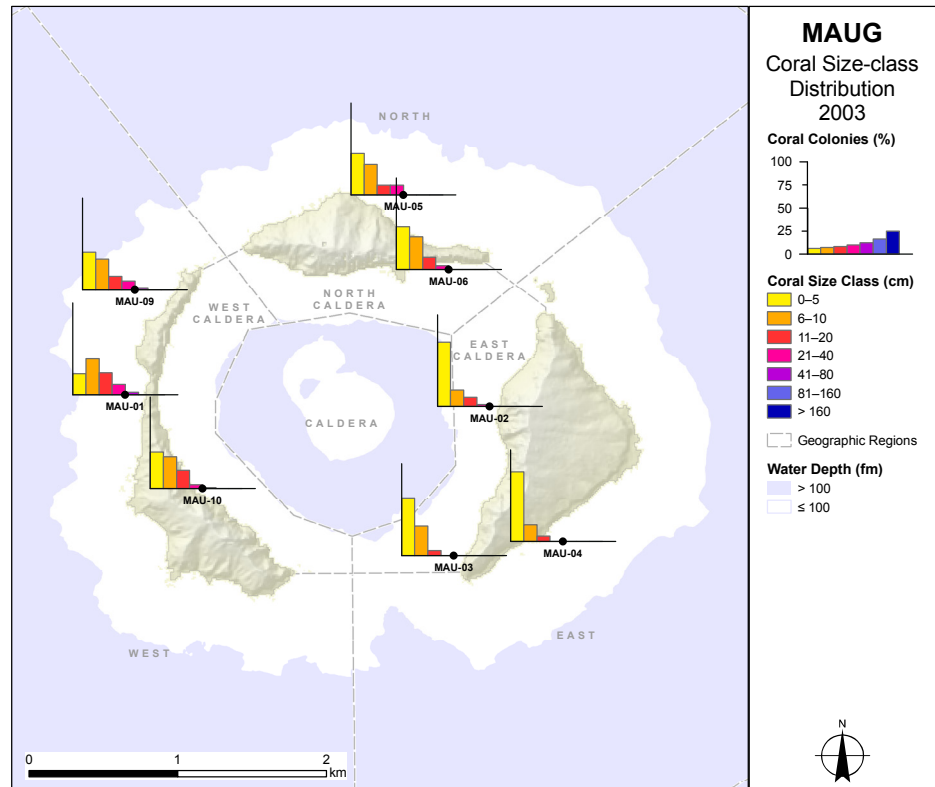 MAUG
Coral Size-class
Distribution
2003
Coral Colonies (%)
100
75
50
25
0
Coral Size Class (cm)
0–5
6–10
11–20
21–40
41–80
81–160
> 160
Geographic Regions
Water Depth (fm)
> 100
≤ 100
N
NORTH
MAU-05
MAU-06
MAU-09
WEST
CALDERA
NORTH
CALDERA
EAST
CALDERA
MAU-01
MAU-02
CALDERA
MAU-10
MAU-03
MAU-04
WEST
EAST
0 1 2
km